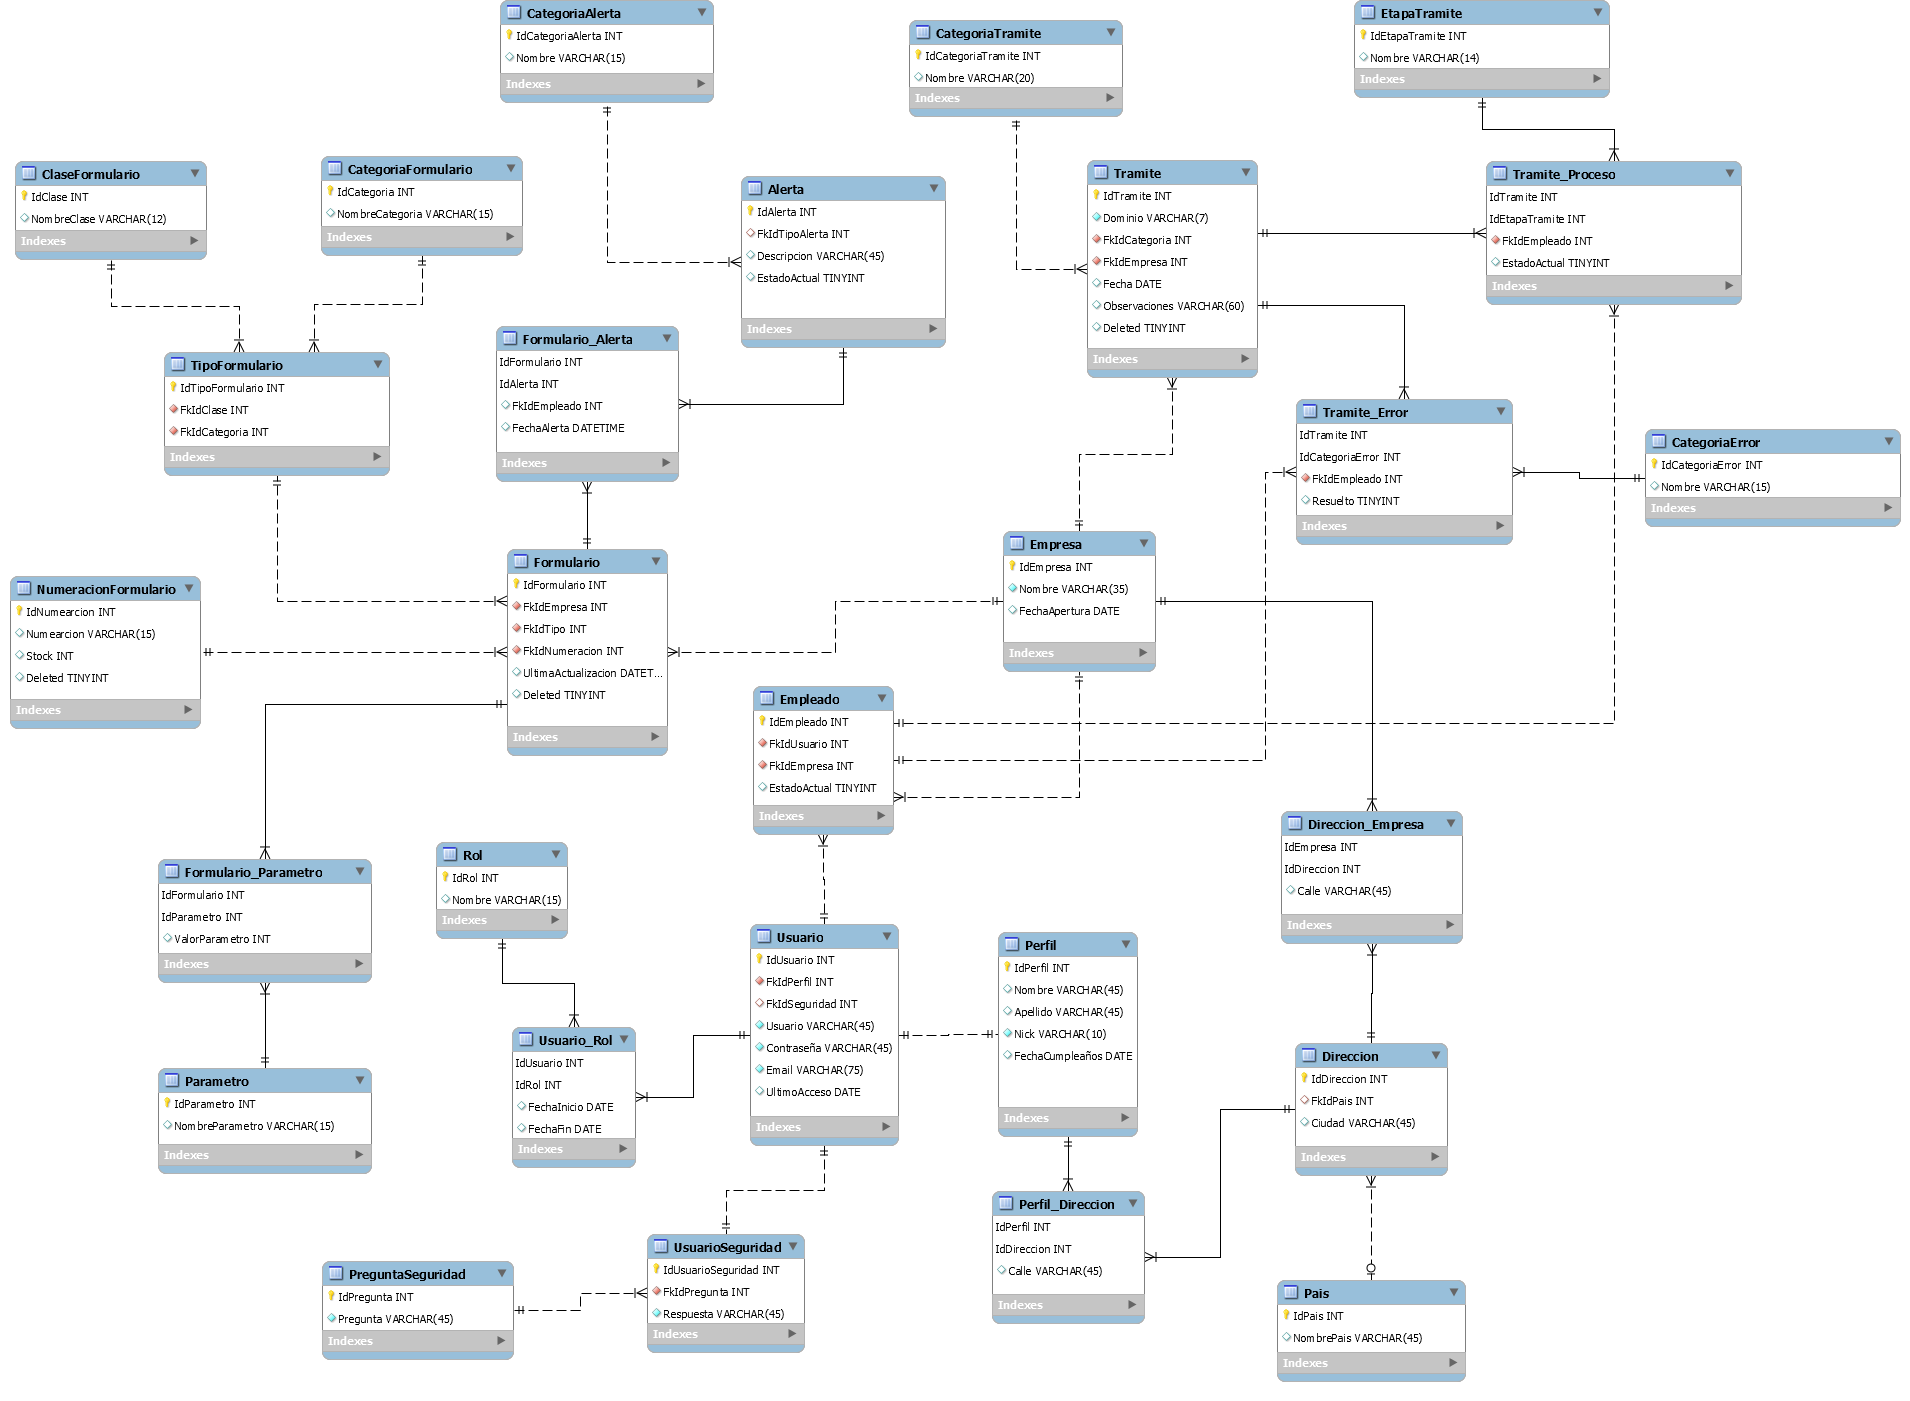 CategoriaAlerta
IdCategoriaAlerta INT
Nombre VARCHAR(15)
Indexes
CategoriaTramite
IdCategoriaTramite INT
Nombre VARCHAR(20)
Indexes
EtapaTramite
IdEtapaTramite INT
Nombre VARCHAR(14)
Indexes
ClaseFormulario
IdClase INT
NombreClase VARCHAR(12)
Indexes
CategoriaFormulario
IdCategoria INT
NombreCategoria VARCHAR(15)
Indexes
Alerta
IdAlerta INT
FkIdTipoAlerta INT
Descripcion VARCHAR(45)
EstadoActual TINYINT
Indexes
Tramite
IdTramite INT
Dominio VARCHAR(7)
FkIdCategoria INT
FkIdEmpresa INT
Fecha DATE
Observaciones VARCHAR(60)
Deleted TINYINT
Indexes
Tramite_Proceso
IdTramite INT
IdEtapaTramite INT
FkIdEmpleado INT
EstadoActual TINYINT
Indexes
TipoFormulario
IdTipoFormulario INT
FkIdClase INT
FkIdCategoria INT
Indexes
Formulario_Alerta
IdFormulario INT
IdAlerta INT
FkIdEmpleado INT
FechaAlerta DATETIME
Indexes
Tramite_Error
IdTramite INT
IdCategoriaError INT
FkIdEmpleado INT
Resuelto TINYINT
Indexes
CategoriaError
IdCategoriaError INT
Nombre VARCHAR(15)
Indexes
NumeracionFormulario
IdNumearcion INT
Numearcion VARCHAR(15)
Stock INT
Deleted TINYINT
Indexes
Formulario
IdFormulario INT
FkIdEmpresa INT
FkIdTipo INT
FkIdNumeracion INT
UltimaActualizacion DATET...
Deleted TINYINT
Indexes
Empresa
IdEmpresa INT
Nombre VARCHAR(35)
FechaApertura DATE
Indexes
Empleado
IdEmpleado INT
FkIdUsuario INT
FkIdEmpresa INT
EstadoActual TINYINT
Indexes
Direccion_Empresa
IdEmpresa INT
IdDireccion INT
Calle VARCHAR(45)
Indexes
Formulario_Parametro
IdFormulario INT
IdParametro INT
ValorParametro INT
Indexes
Rol
IdRol INT
Nombre VARCHAR(15)
Indexes
Usuario
IdUsuario INT
FkIdPerfil INT
FkIdSeguridad INT
Usuario VARCHAR(45)
Contraseña VARCHAR(45)
Email VARCHAR(75)
UltimoAcceso DATE
Indexes
Perfil
IdPerfil INT
Nombre VARCHAR(45)
Apellido VARCHAR(45)
Nick VARCHAR(10)
FechaCumpleaños DATE
Indexes
Usuario_Rol
IdUsuario INT
IdRol INT
FechaInicio DATE
FechaFin DATE
Indexes
Direccion
IdDireccion INT
FkIdPais INT
Ciudad VARCHAR(45)
Indexes
Parametro
IdParametro INT
NombreParametro VARCHAR(15)
Indexes
Perfil_Direccion
IdPerfil INT
IdDireccion INT
Calle VARCHAR(45)
Indexes
UsuarioSeguridad
IdUsuarioSeguridad INT
FkIdPregunta INT
Respuesta VARCHAR(45)
Indexes
PreguntaSeguridad
IdPregunta INT
Pregunta VARCHAR(45)
Indexes
Pais
IdPais INT
NombrePais VARCHAR(45)
Indexes